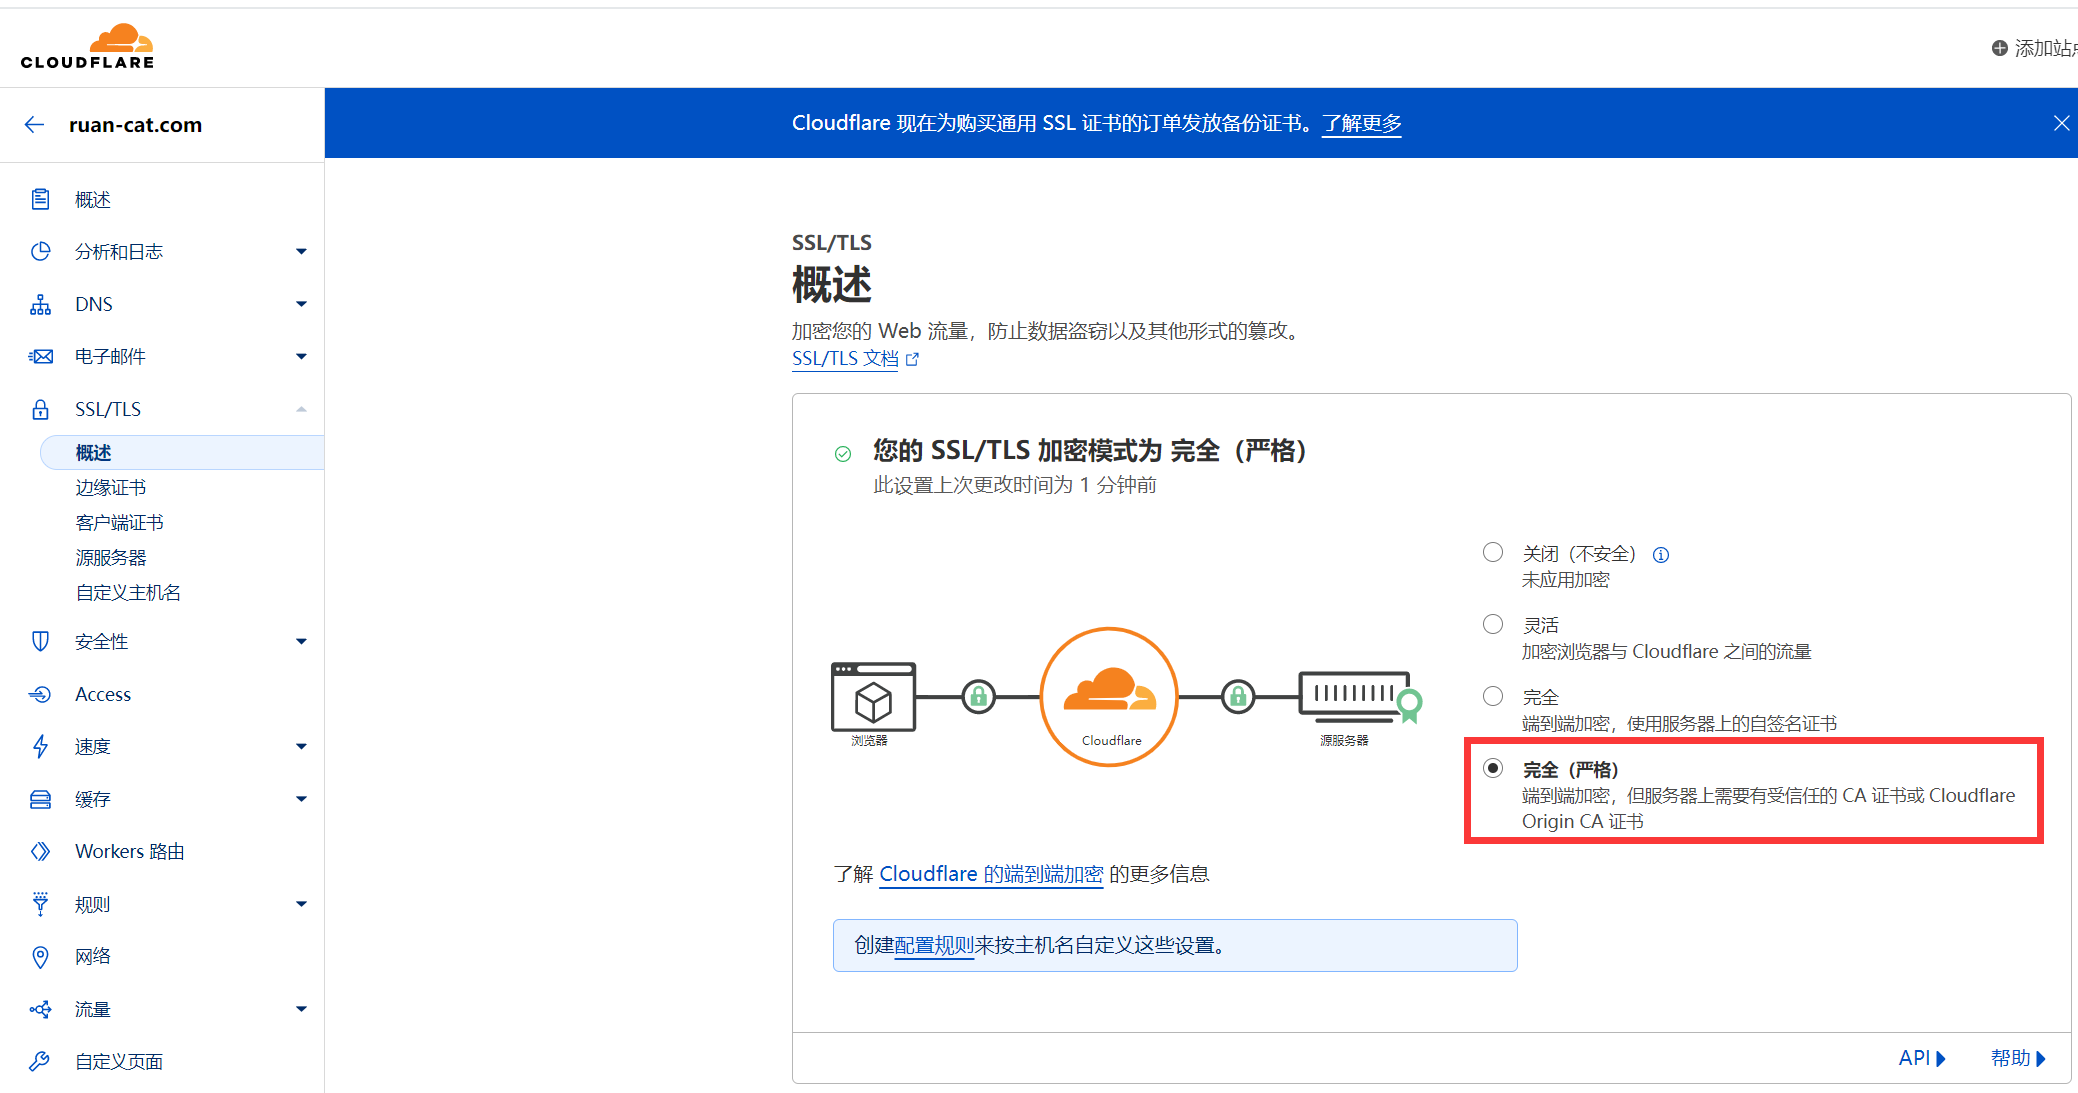 CLOUDFLARE
添加站点
ruan-cat.com
Cloudflare 现在为购买通用 SSL 证书的订单发放备份证书。了解更多
概述
分析和日志
DNS
电子邮件
SSL/TLS
概述
边缘证书
客户端证书
源服务器
自定义主机名
安全性
Access
速度
缓存
Workers 路由
规则
网络
流量
自定义页面
SSL/TLS
概述
加密您的 Web 流量，防止数据盗窃以及其他形式的篡改。
SSL/TLS 文档
您的 SSL/TLS 加密模式为 完全（严格）
此设置上次更改时间为 1 分钟前
浏览器
Cloudflare
源服务器
关闭（不安全）
未应用加密
灵活
加密浏览器与 Cloudflare 之间的流量
完全
端到端加密，使用服务器上的自签名证书
完全（严格）
端到端加密，但服务器上需要有受信任的 CA 证书或 Cloudflare
Origin CA 证书
了解 Cloudflare 的端到端加密 的更多信息
创建配置规则来按主机名自定义这些设置。
API
帮助